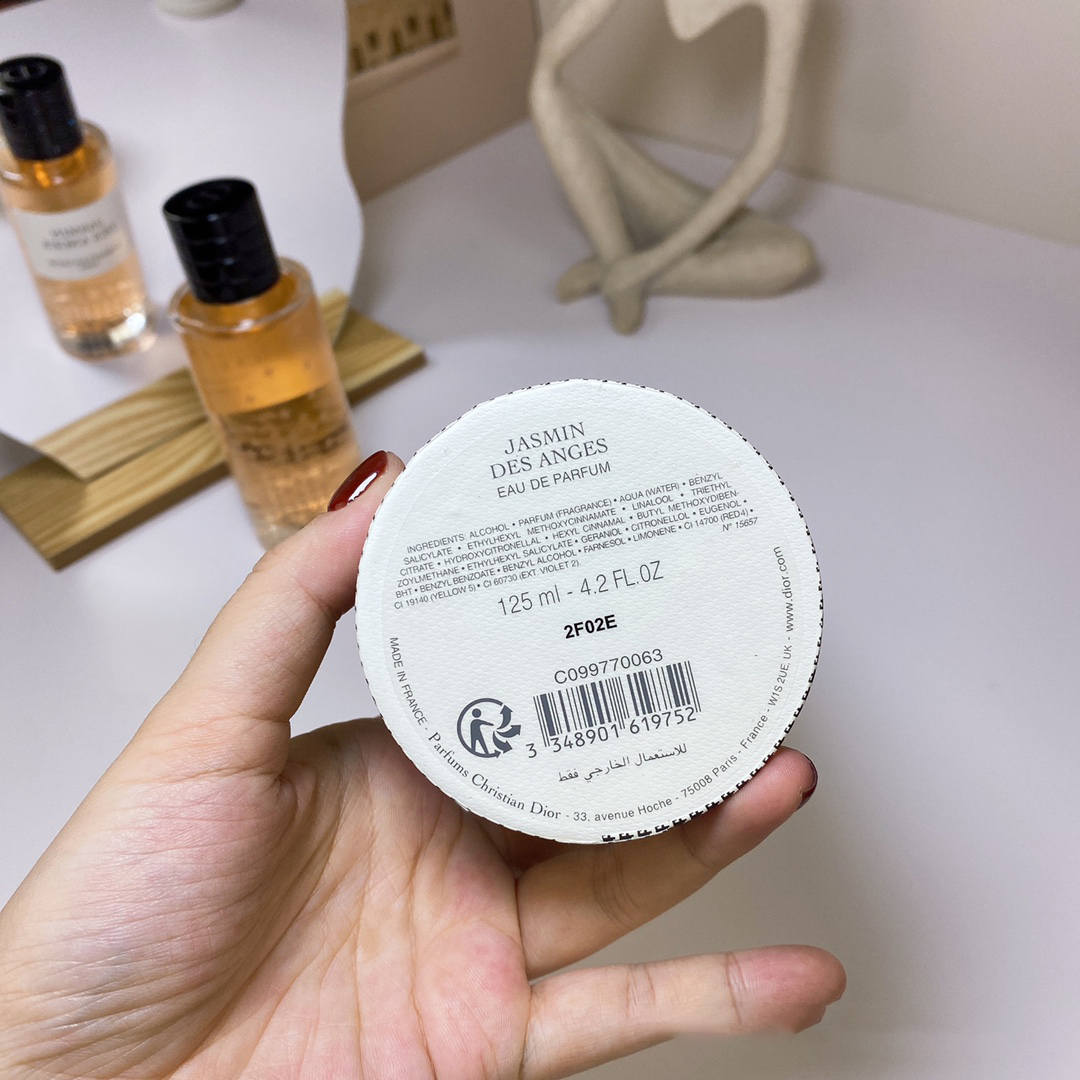 JASMIN
DES ANGES
EAU DE PARFUM
INGREDIENTS: ALCOHOL • PARFUM (FRAGRANCE) • AQUA (WATER) • BENZYL
SALICYLATE • ETHYLHEXYL METHOXYCINNAMATE • LINALOOL • TRIETHYL
CITRATE • HYDROXYCITRONELLAL • HEXYL CINNAMAL • BUTYL METHOXYDIBEN-
ZOYLMETHANE • ETHYLHEXYL SALICYLATE • GERANIOL • CITRONELLOL • EUGENOL •
BHT • BENZYL BENZOATE • BENZYL ALCOHOL • FARNESOL • LIMONENE • CI 14700 (RED4) •
CI 19140 (YELLOW 5) • CI 60730 (EXT. VIOLET 2). N° 15657
125 ml - 4.2 FL.OZ
2F02E
C099770063
3 348901 619752
للاستعمال الخارجي فقط
MADE IN FRANCE - Parfums Christian Dior - 33, avenue Hoche - 75008 Paris - France - W1S 2UE UK - www.dior.com